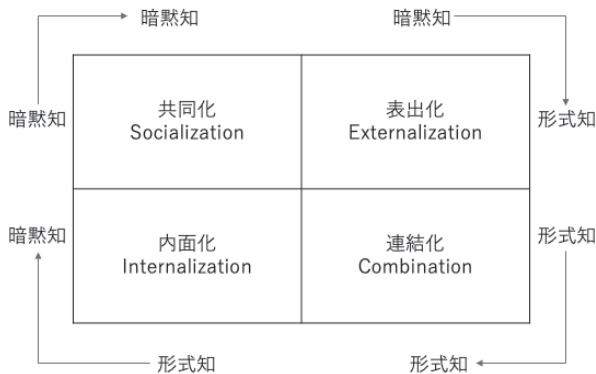 暗黙知
暗黙知
暗黙知
共同化
Socialization
表出化
Externalization
形式知
暗黙知
内面化
Internalization
連結化
Combination
形式知
形式知
形式知